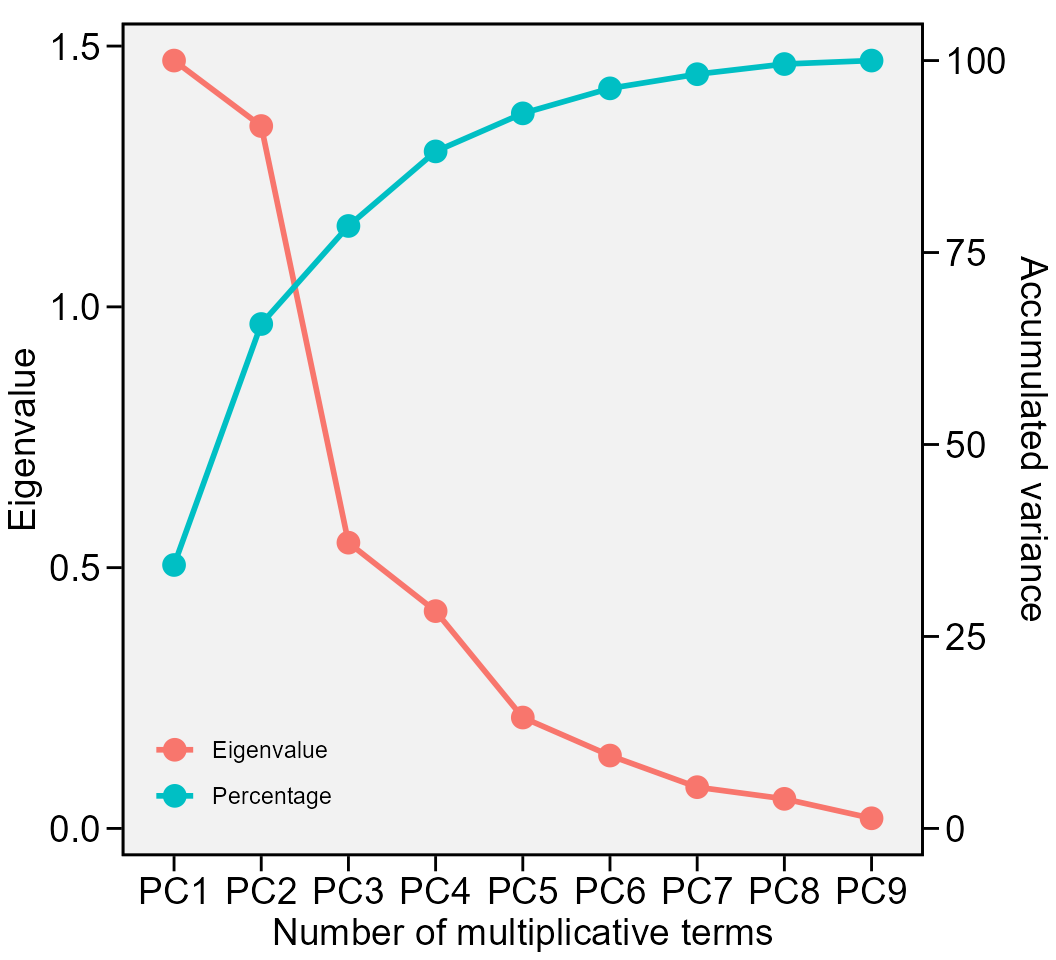 1.5
1.0
0.5
0.0
Eigenvalue
100
75
50
25
0
Accumulated variance
Eigenvalue
Percentage
PC1 PC2 PC3 PC4 PC5 PC6 PC7 PC8 PC9
Number of multiplicative terms